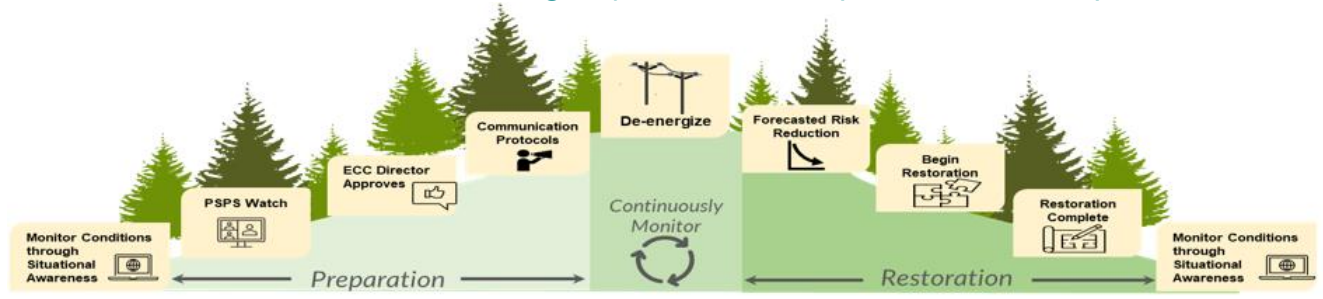 De-energize
Communication
Protocols
Forecasted Risk
Reduction
ECC Director
Approves
Begin
Restoration
PSPS Watch
Continuously
Monitor
Restoration
Complete
Monitor Conditions
through
Situational
Awareness
Monitor Conditions
through
Situational
Awareness
Preparation
Restoration